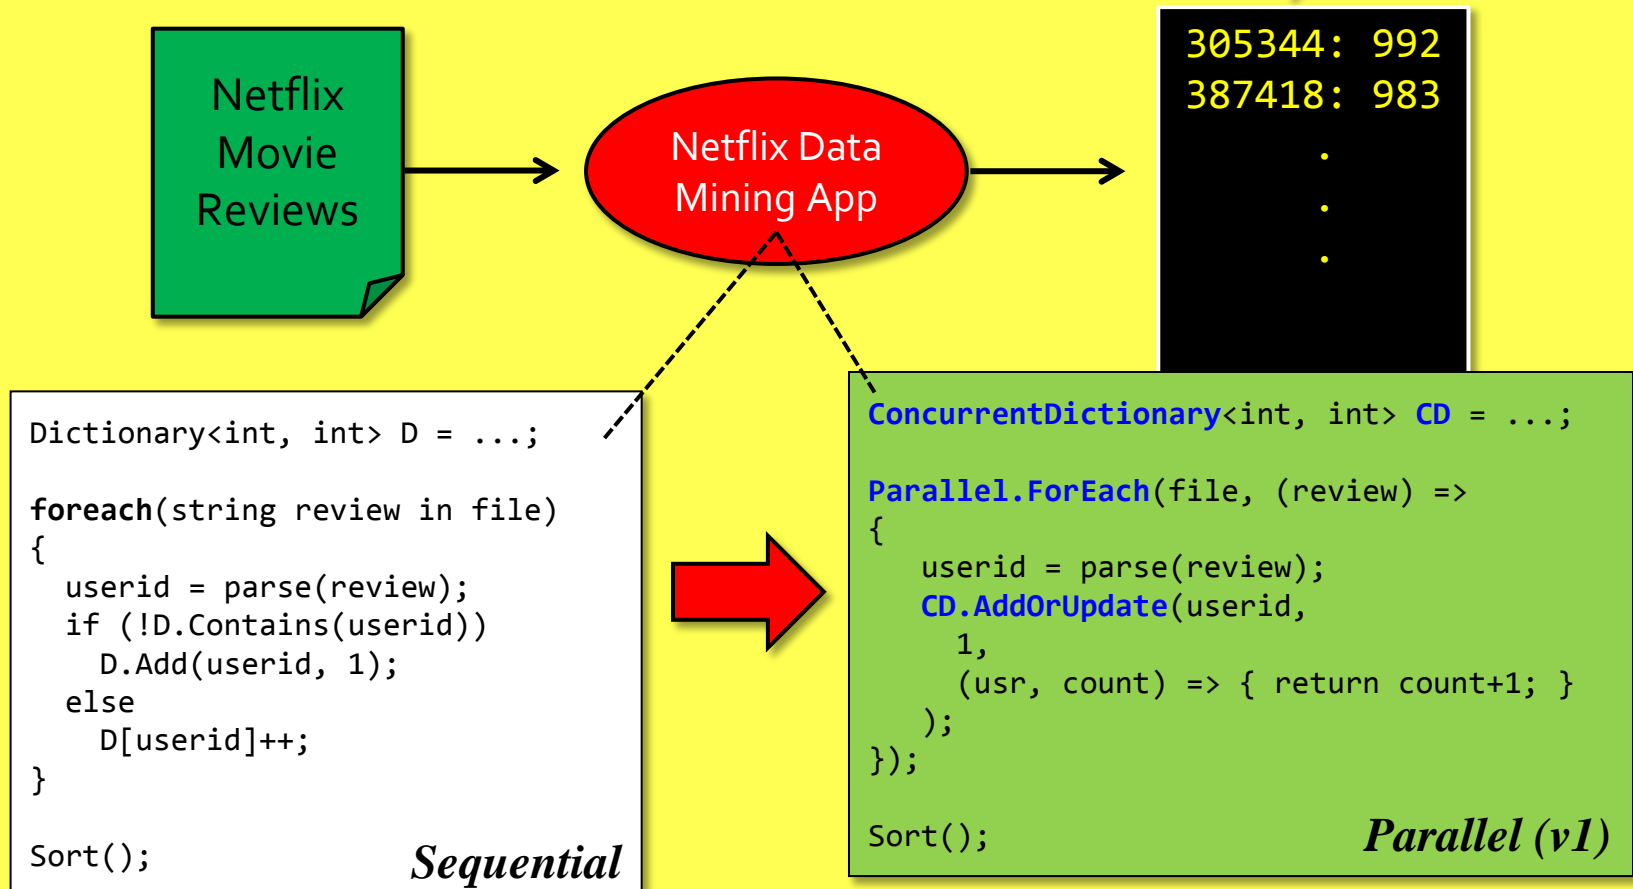 Netflix
Movie
Reviews
Netflix Data
Mining App
305344: 992
387418: 983
.
.
.
Dictionary<int, int> D = ...;
foreach(string review in file)
{
userid = parse(review);
if (!D.Contains(userid))
D.Add(userid, 1);
else
D[userid]++;
}
Sort();
Sequential
ConcurrentDictionary<int, int> CD = ...;
Parallel.ForEach(file, (review) =>
{
userid = parse(review);
CD.AddOrUpdate(userid,
1,
(usr, count) => { return count+1; }
);
});
Sort();
Parallel (v1)